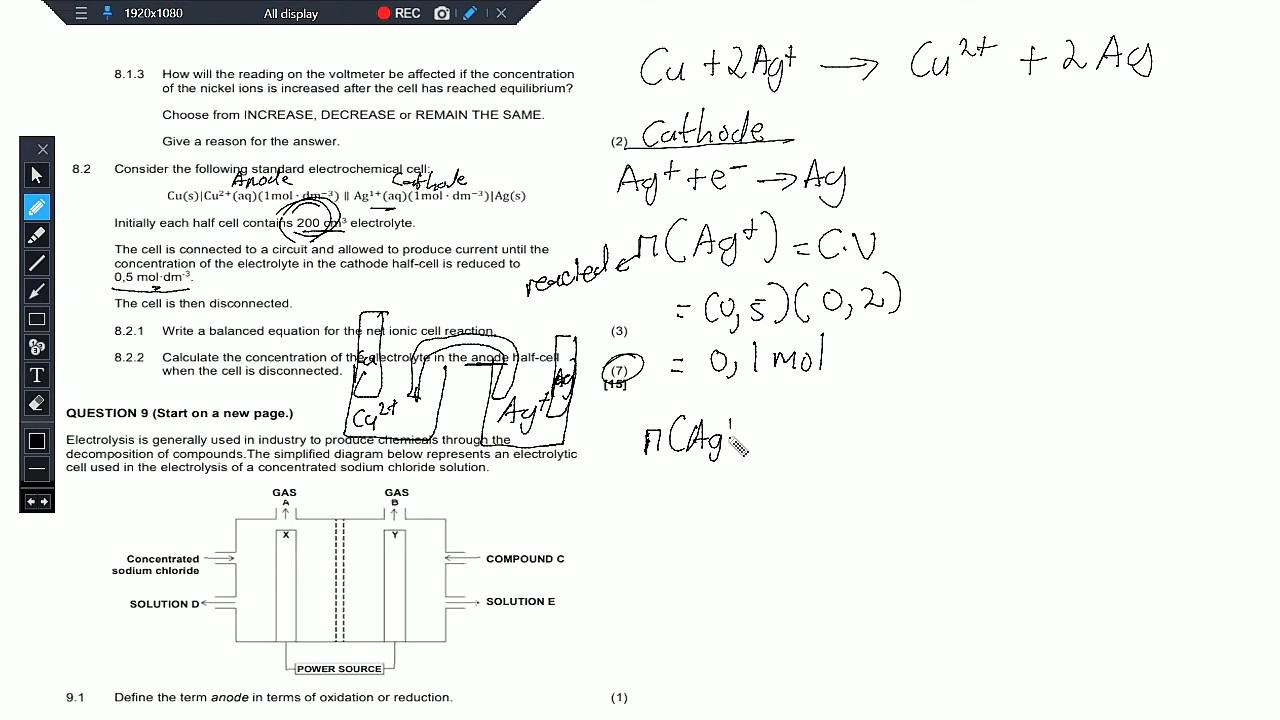 1920x1080 All display REC
8.1.3 How will the reading on the voltmeter be affected if the concentration
of the nickel ions is increased after the cell has reached equilibrium?
Choose from INCREASE, DECREASE or REMAIN THE SAME.
Give a reason for the answer. (2)
8.2 Consider the following standard electrochemical cell:
Anode Cathode
Cu(s)|Cu²⁺(aq)(1mol · dm⁻³) ‖ Ag¹⁺(aq)(1mol · dm⁻³)|Ag(s)
Initially each half cell contains 200 cm³ electrolyte.
The cell is connected to a circuit and allowed to produce current until the
concentration of the electrolyte in the cathode half-cell is reduced to
0,5 mol·dm⁻³.
The cell is then disconnected.
8.2.1 Write a balanced equation for the net ionic cell reaction. (3)
8.2.2 Calculate the concentration of the electrolyte in the anode half-cell
when the cell is disconnected. (7)
[15]
Cu Ag
Cu²⁺ Ag⁺
QUESTION 9 (Start on a new page.)
Electrolysis is generally used in industry to produce chemicals through the
decomposition of compounds.The simplified diagram below represents an electrolytic
cell used in the electrolysis of a concentrated sodium chloride solution.
GAS GAS
A B
X Y
Concentrated
sodium chloride
COMPOUND C
SOLUTION D
SOLUTION E
POWER SOURCE
9.1 Define the term anode in terms of oxidation or reduction. (1)
Cu + 2Ag⁺ → Cu²⁺ + 2Ag
Cathode
Ag⁺ + e⁻ → Ag
reacted n(Ag⁺) = C.V
= (0,5)(0,2)
= 0,1 mol
n(Ag⁺
T